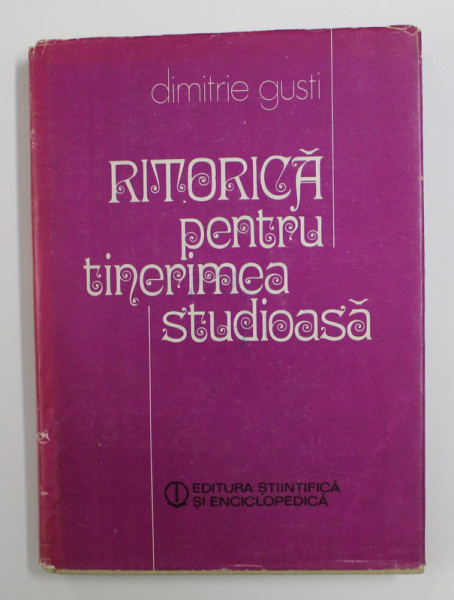 dimitrie gusti
RITORICĂ
pentru
tinerimea
studioasă
EDITURA ŞTIINŢIFICĂ
ŞI ENCICLOPEDICĂ